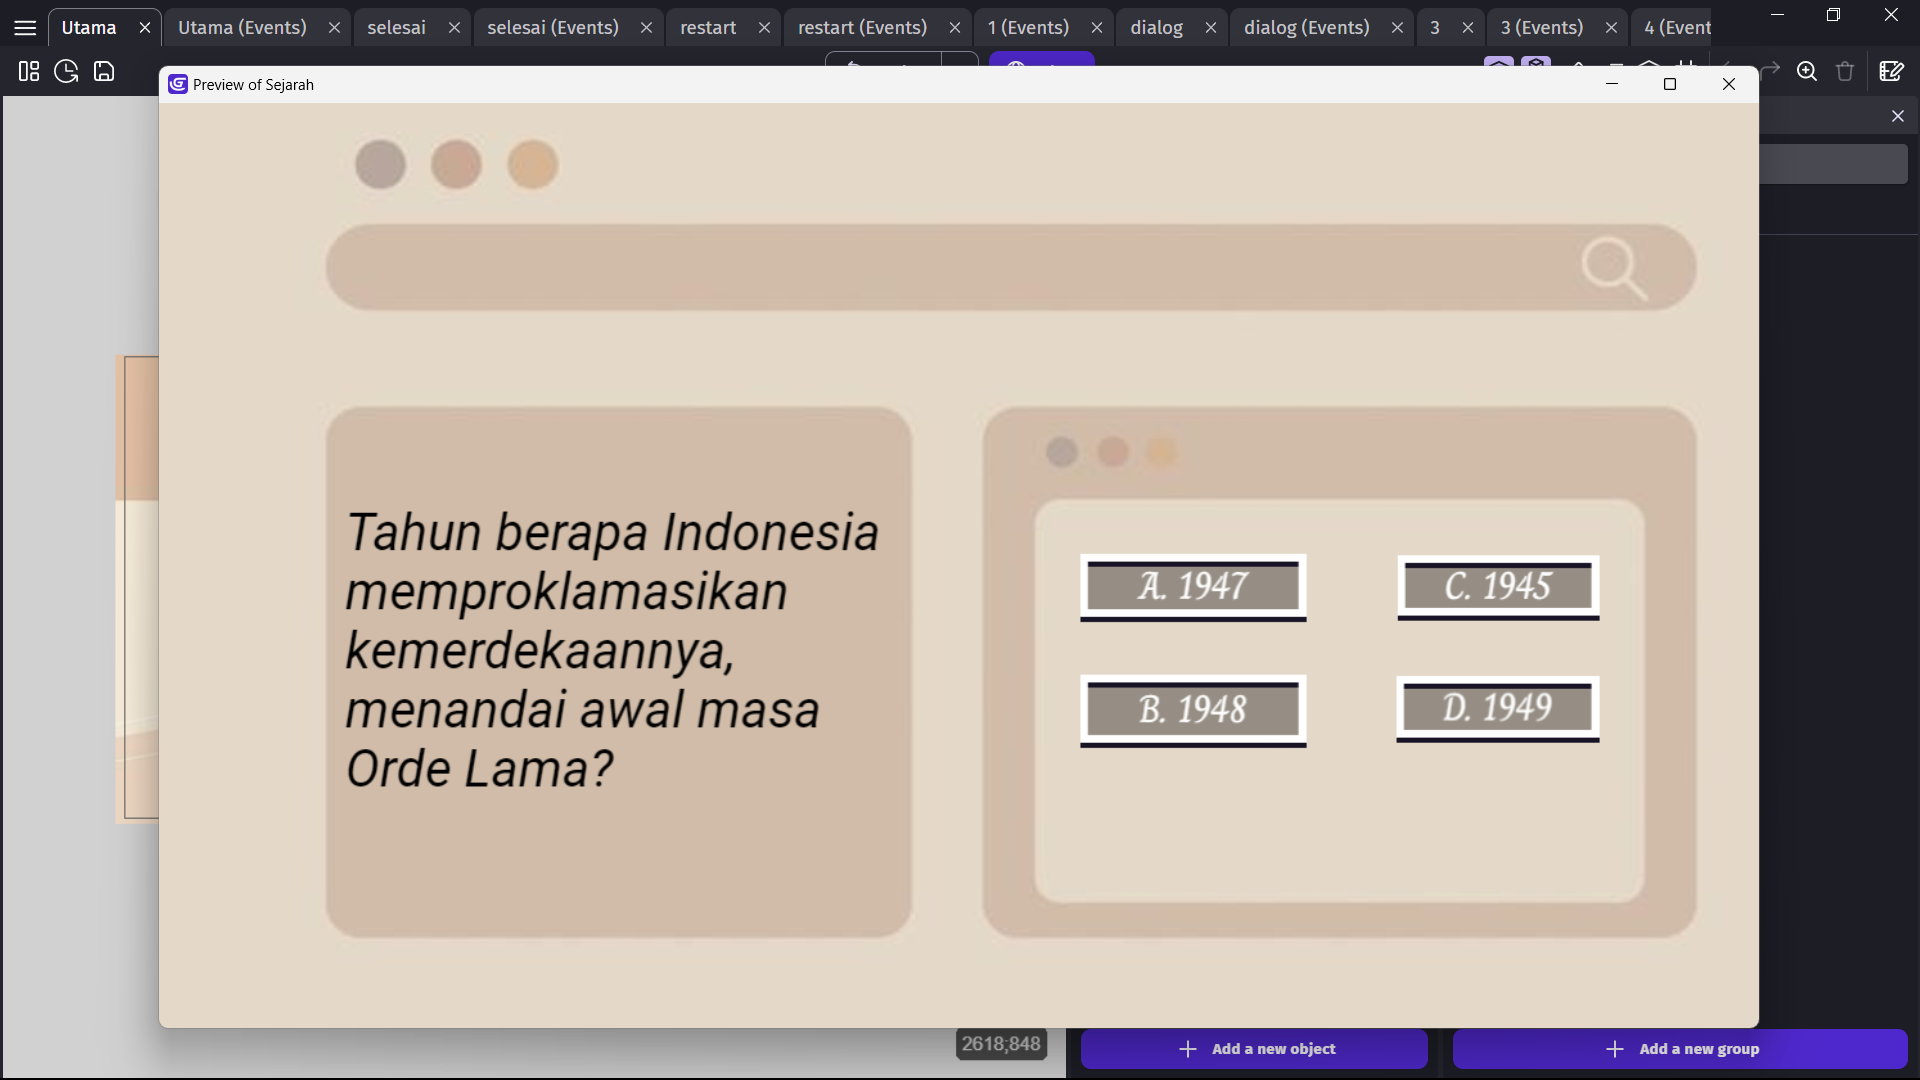 Utama
Utama (Events)
selesai
selesai (Events)
restart
restart (Events)
1 (Events)
dialog
dialog (Events)
3
3 (Events)
4 (Event
Preview of Sejarah
Tahun berapa Indonesia
memproklamasikan
kemerdekaannya,
menandai awal masa
Orde Lama?
A. 1947
C. 1945
B. 1948
D. 1949
2618;848
Add a new object
Add a new group